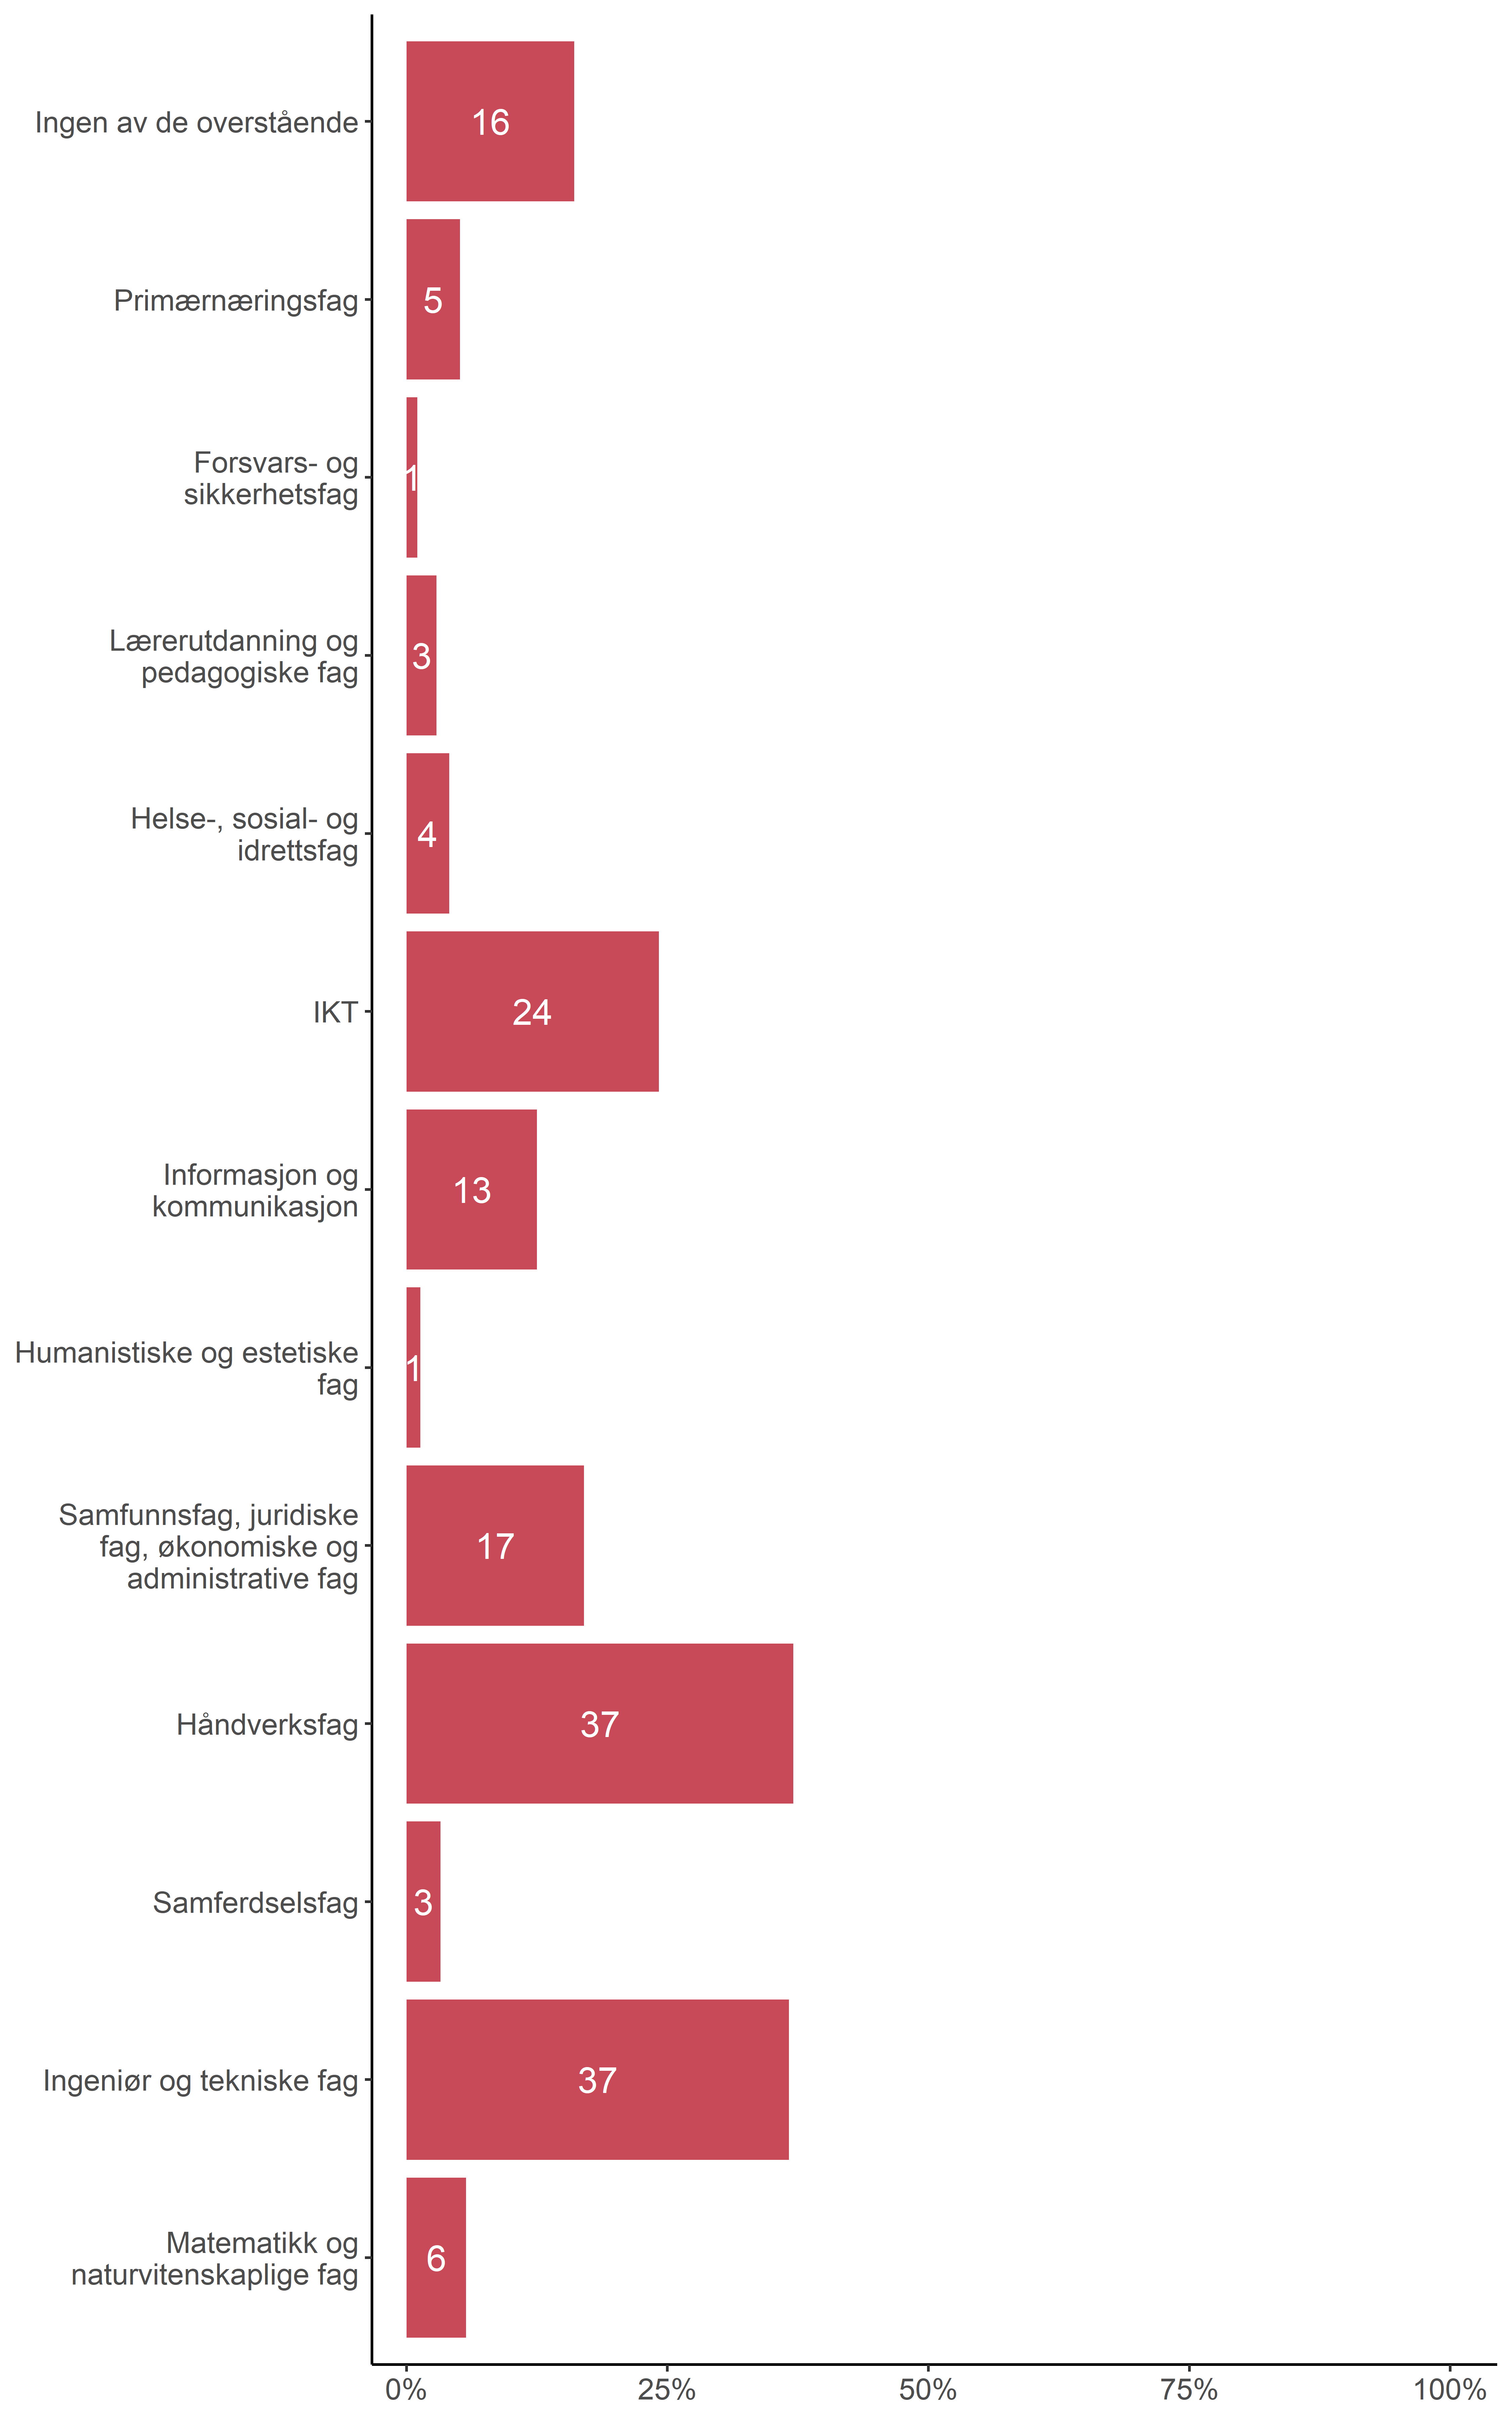 Ingen av de overstående
16
Primærnæringsfag
5
Forsvars- og
sikkerhetsfag
1
Lærerutdanning og
pedagogiske fag
3
Helse-, sosial- og
idrettsfag
4
IKT
24
Informasjon og
kommunikasjon
13
Humanistiske og estetiske
fag
1
Samfunnsfag, juridiske
fag, økonomiske og
administrative fag
17
Håndverksfag
37
Samferdselsfag
3
Ingeniør og tekniske fag
37
Matematikk og
naturvitenskaplige fag
6
0% 25% 50% 75% 100%